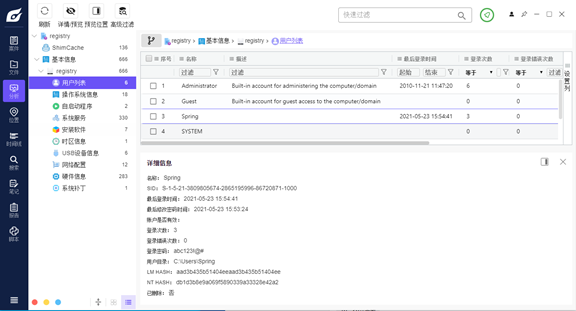 刷新 详情/预览 预览位置 高级过滤
快速过滤
案件
文件
分析
位置
时间线
搜索
笔记
报告
脚本
registry 666
ShimCache 136
基本信息 666
registry 666
用户列表 6
操作系统信息 2
自启动程序 2
系统服务 330
安装软件 7
时区信息 1
USB设备信息 6
网络配置 12
硬件信息 283
系统补丁 2
registry > 基本信息 > registry > 用户列表
序号 名称 描述 最后登录时间 登录次数 登录错误次数
过滤 过滤 起始 结束 等于 等于 过滤
设置列
1 Administrator Built-in account for administering the computer/domain 2010-11-21 11:47:20 6 0
2 Guest Built-in account for guest access to the computer/domain 0 0
3 Spring 2021-05-23 15:54:41 3 0
4 SYSTEM 0 0
详细信息
名称: Spring
SID: S-1-5-21-3809805674-2865195996-86720871-1000
最后登录时间: 2021-05-23 15:54:41
最后修改密码时间: 2021-05-23 15:53:24
账户是否有效:
登录次数: 3
登录错误次数: 0
登录密码: abc123!@#
用户目录: C:\Users\Spring
LM HASH: aad3b435b51404eeaad3b435b51404ee
NT HASH: db1d3b8e9a069f5890339a33328e42a2
已删除: 否